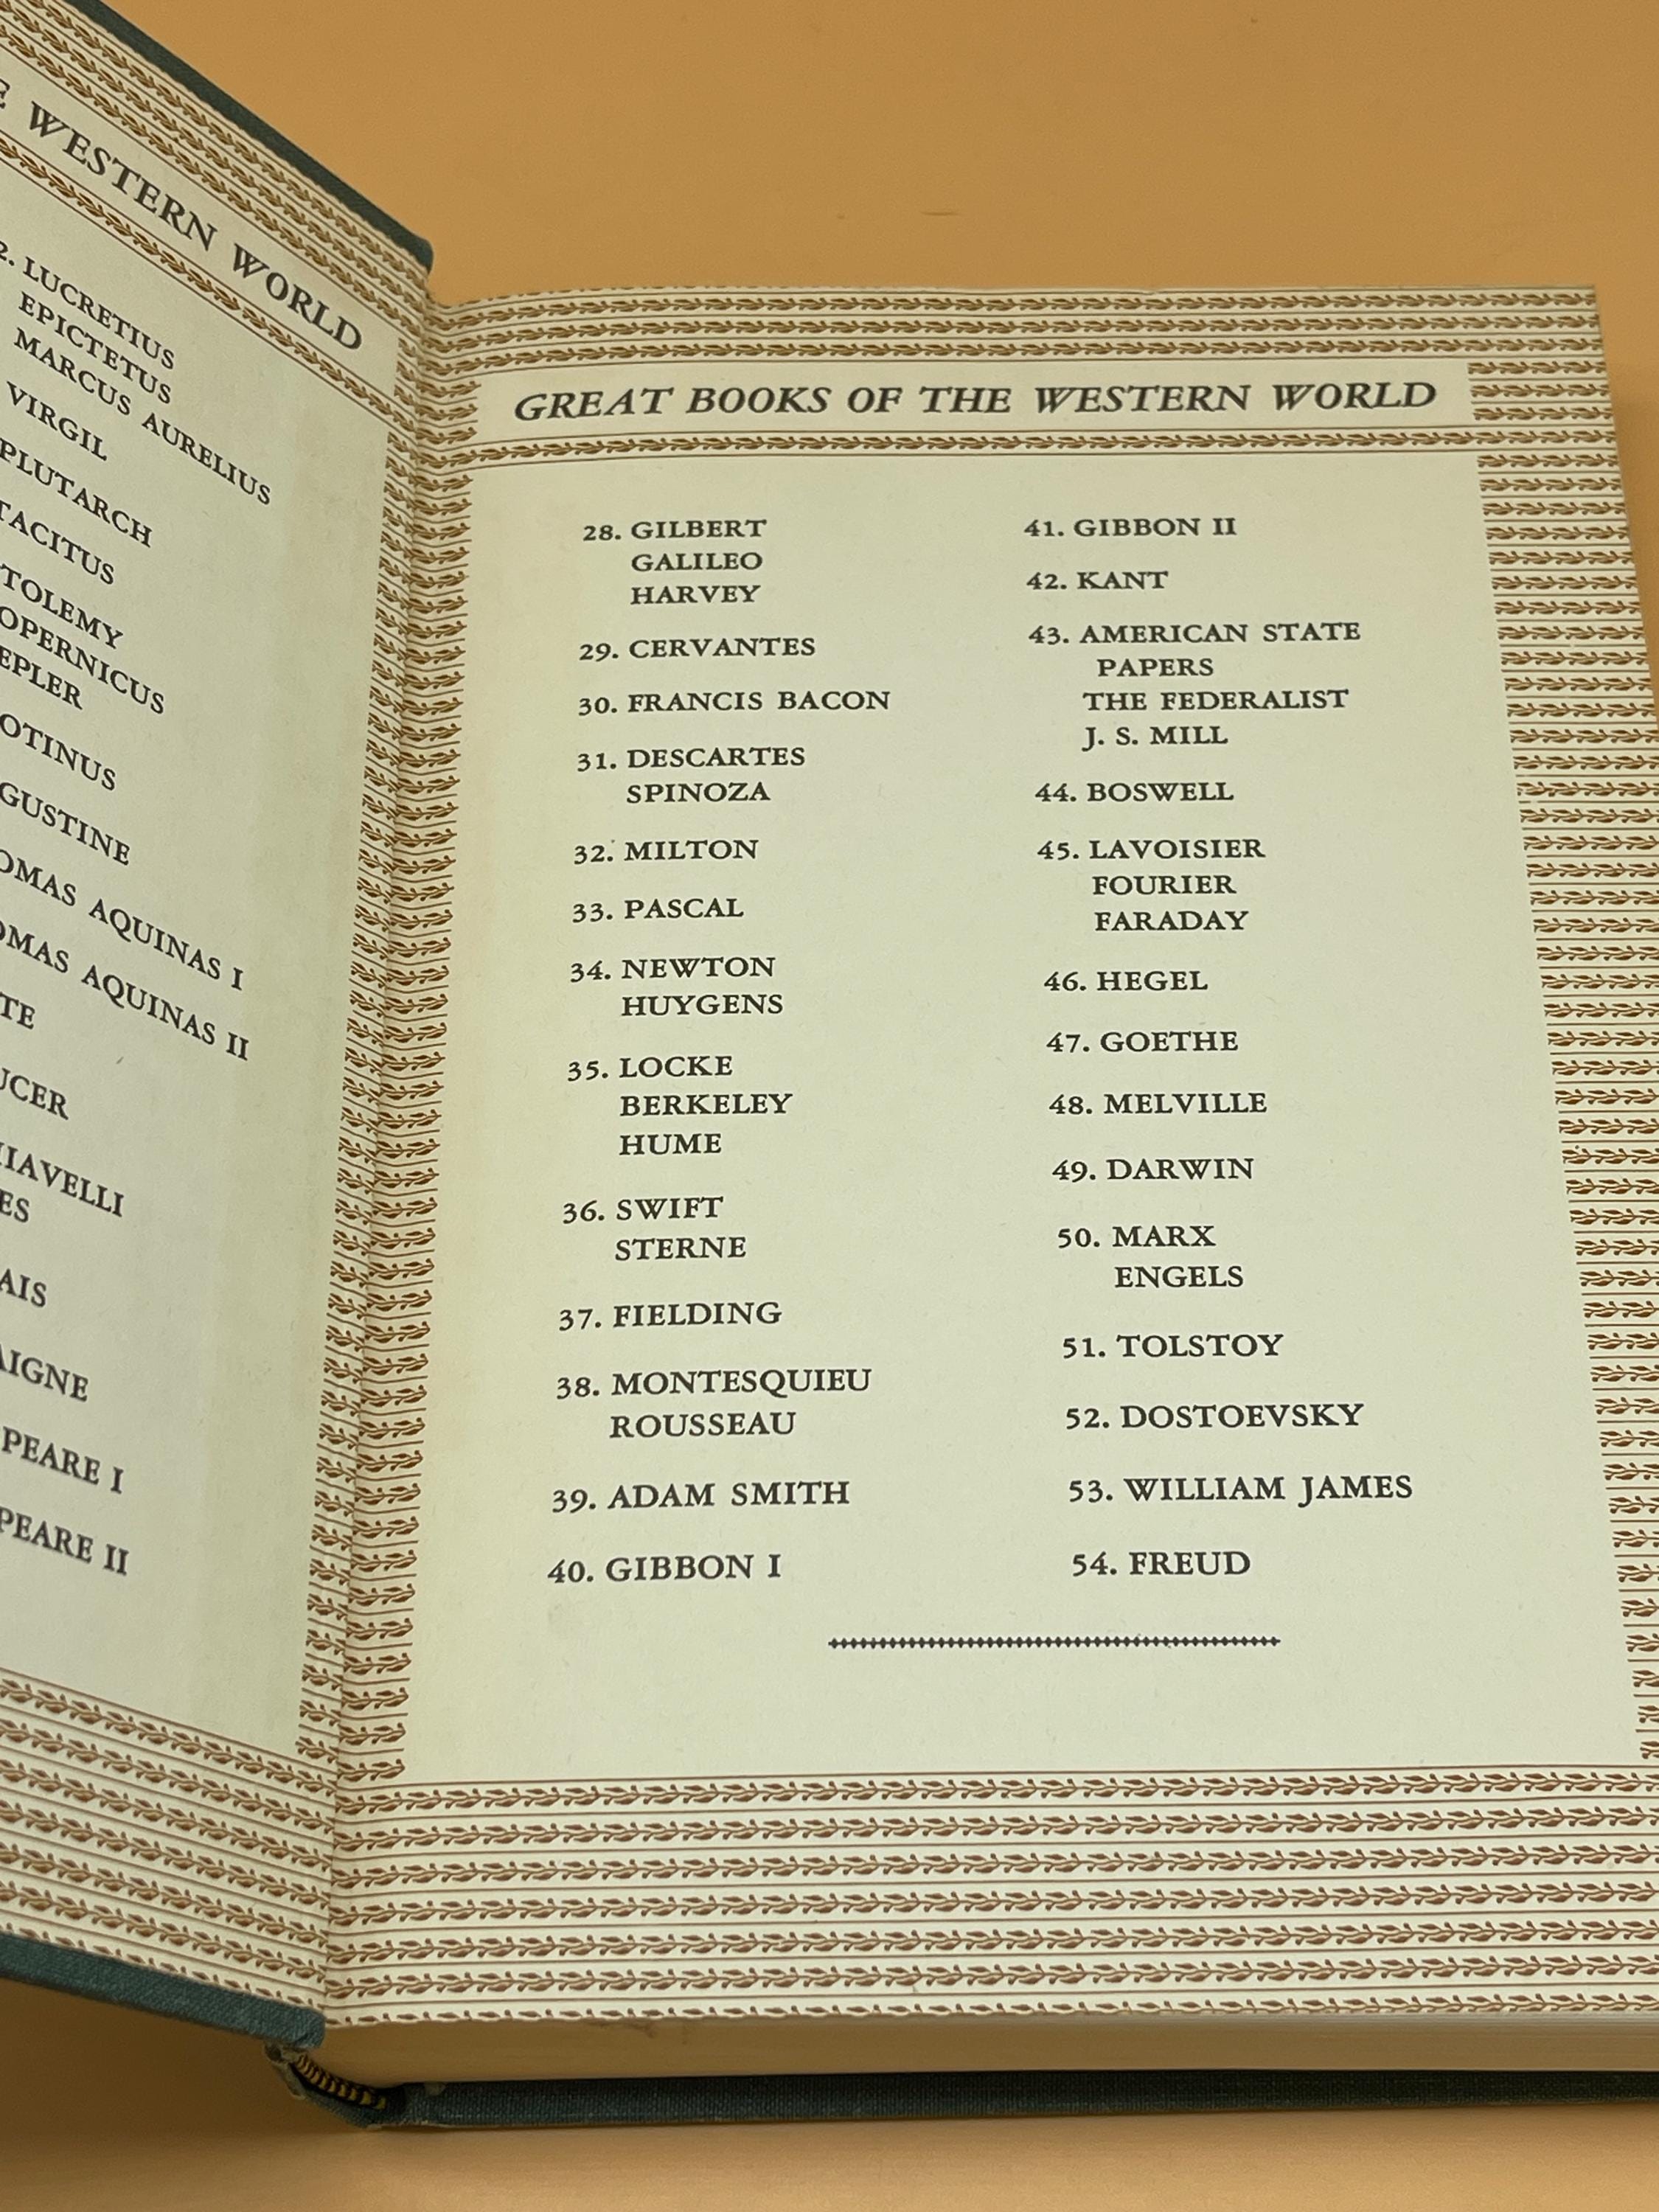 WESTERN WORLD
LUCRETIUS
EPICTETUS
MARCUS AURELIUS
VIRGIL
PLUTARCH
TACITUS
AQUINAS I
AQUINAS II
GREAT BOOKS OF THE WESTERN WORLD
28. GILBERT
GALILEO
HARVEY
29. CERVANTES
30. FRANCIS BACON
31. DESCARTES
SPINOZA
32. MILTON
33. PASCAL
34. NEWTON
HUYGENS
35. LOCKE
BERKELEY
HUME
36. SWIFT
STERNE
37. FIELDING
38. MONTESQUIEU
ROUSSEAU
39. ADAM SMITH
40. GIBBON I
41. GIBBON II
42. KANT
43. AMERICAN STATE
PAPERS
THE FEDERALIST
J. S. MILL
44. BOSWELL
45. LAVOISIER
FOURIER
FARADAY
46. HEGEL
47. GOETHE
48. MELVILLE
49. DARWIN
50. MARX
ENGELS
51. TOLSTOY
52. DOSTOEVSKY
53. WILLIAM JAMES
54. FREUD